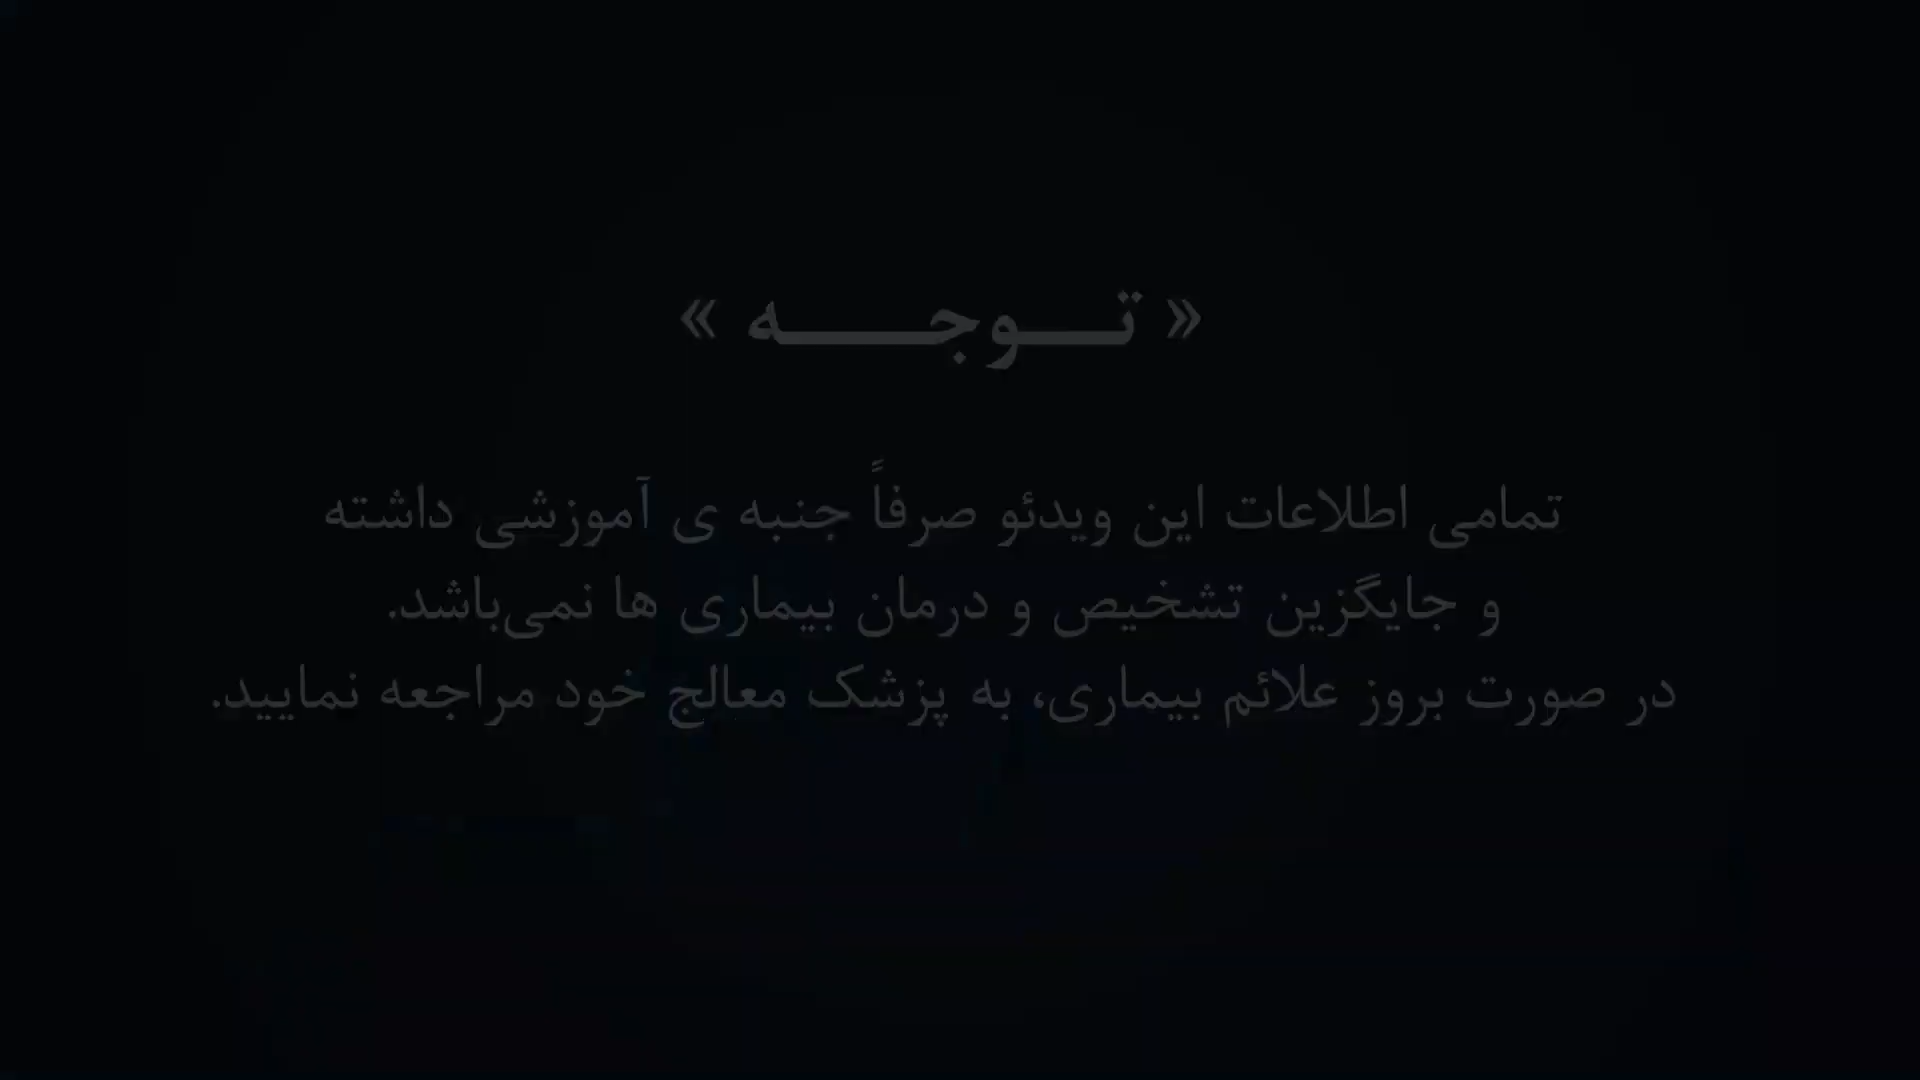 « تـــوجـــه »
تمامی اطلاعات این ویدئو صرفاً جنبه ی آموزشی داشته
و جایگزین تشخیص و درمان بیماری ها نمی‌باشد.
در صورت بروز علائم بیماری، به پزشک معالج خود مراجعه نمایید.